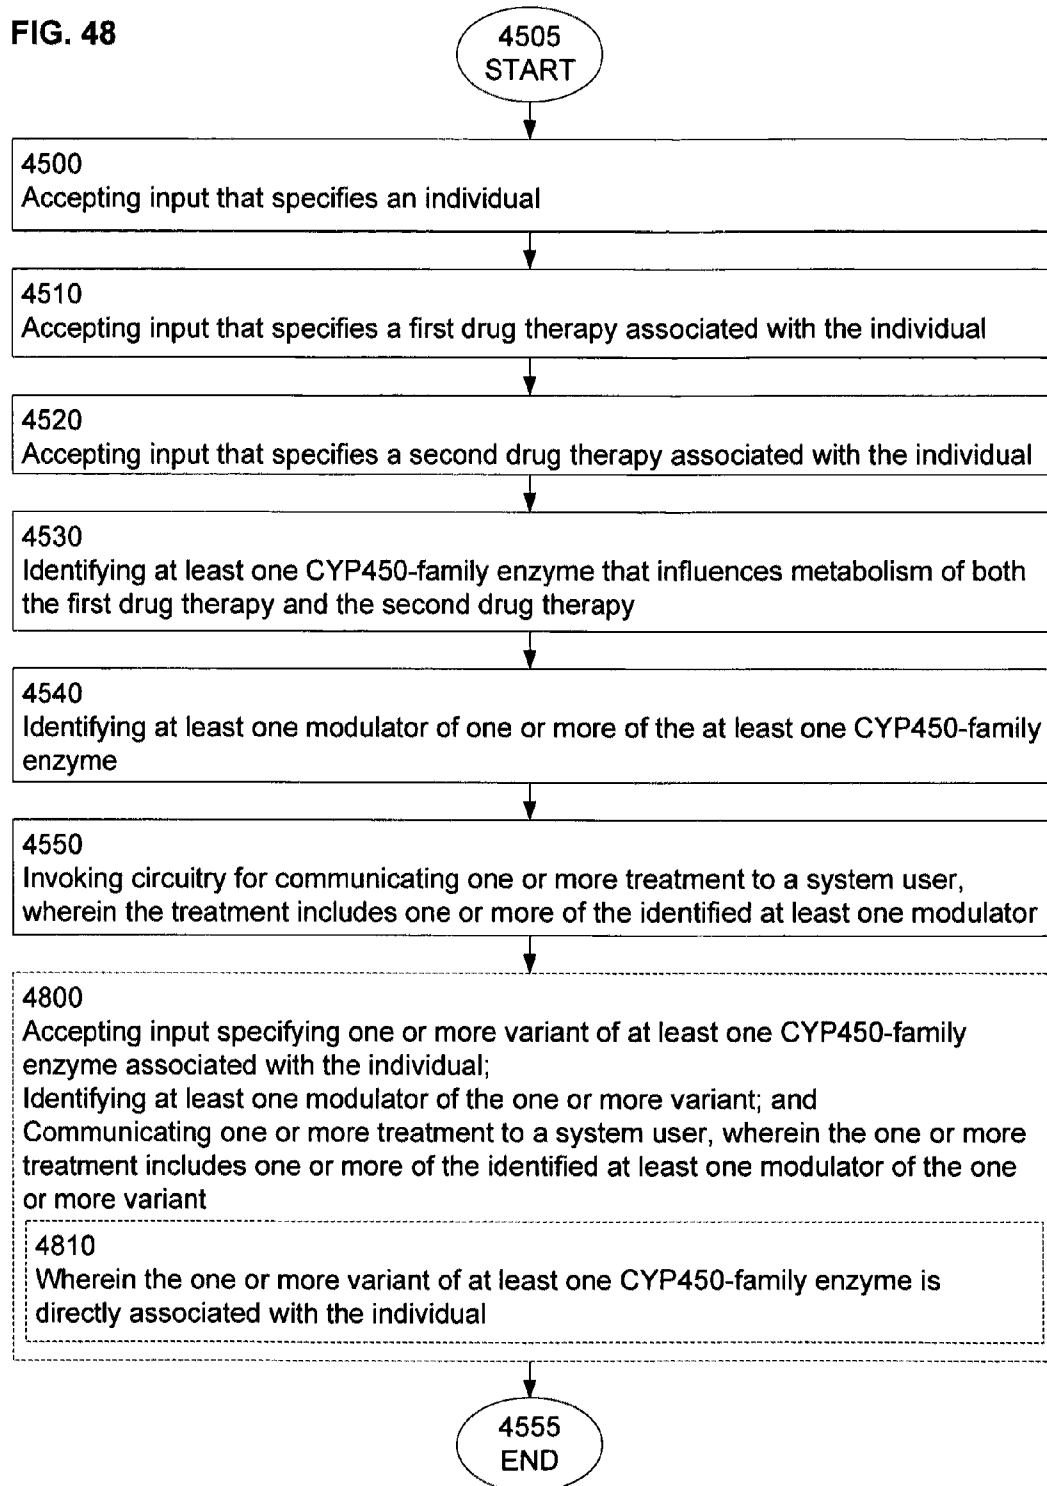 FIG. 48
4505
START
4500
Accepting input that specifies an individual
4510
Accepting input that specifies a first drug therapy associated with the individual
4520
Accepting input that specifies a second drug therapy associated with the individual
4530
Identifying at least one CYP450-family enzyme that influences metabolism of both
the first drug therapy and the second drug therapy
4540
Identifying at least one modulator of one or more of the at least one CYP450-family
enzyme
4550
Invoking circuitry for communicating one or more treatment to a system user,
wherein the treatment includes one or more of the identified at least one modulator
4800
Accepting input specifying one or more variant of at least one CYP450-family
enzyme associated with the individual;
Identifying at least one modulator of the one or more variant; and
Communicating one or more treatment to a system user, wherein the one or more
treatment includes one or more of the identified at least one modulator of the one
or more variant
4810
Wherein the one or more variant of at least one CYP450-family enzyme is
directly associated with the individual
4555
END